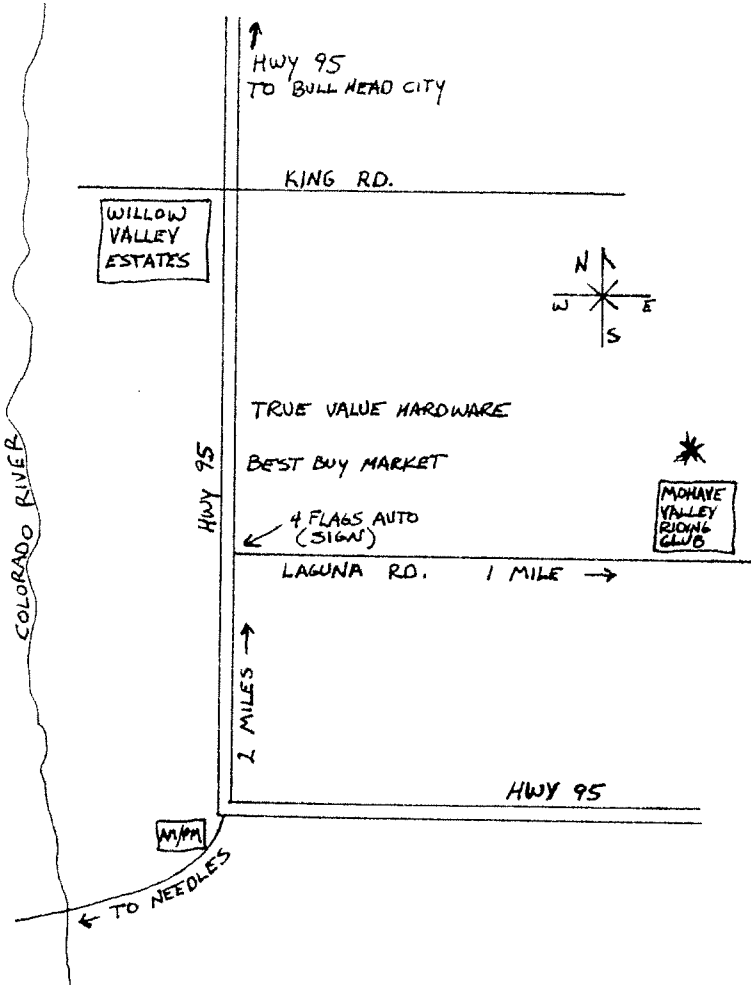 HWY 95
TO BULL HEAD CITY
KING RD.
WILLOW
VALLEY
ESTATES
N
W E
S
TRUE VALUE HARDWARE
BEST BUY MARKET
HWY 95
COLORADO RIVER
4 FLAGS AUTO
(SIGN)
MOHAVE
VALLEY
RIDING
CLUB
LAGUNA RD. 1 MILE →
2 MILES →
HWY 95
AM/PM
← TO NEEDLES